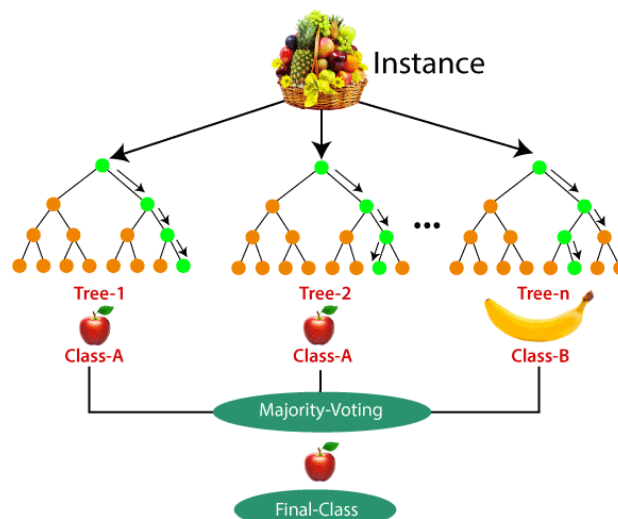 Instance
...
Tree-1
Tree-2
Tree-n
Class-A
Class-A
Class-B
Majority-Voting
Final-Class